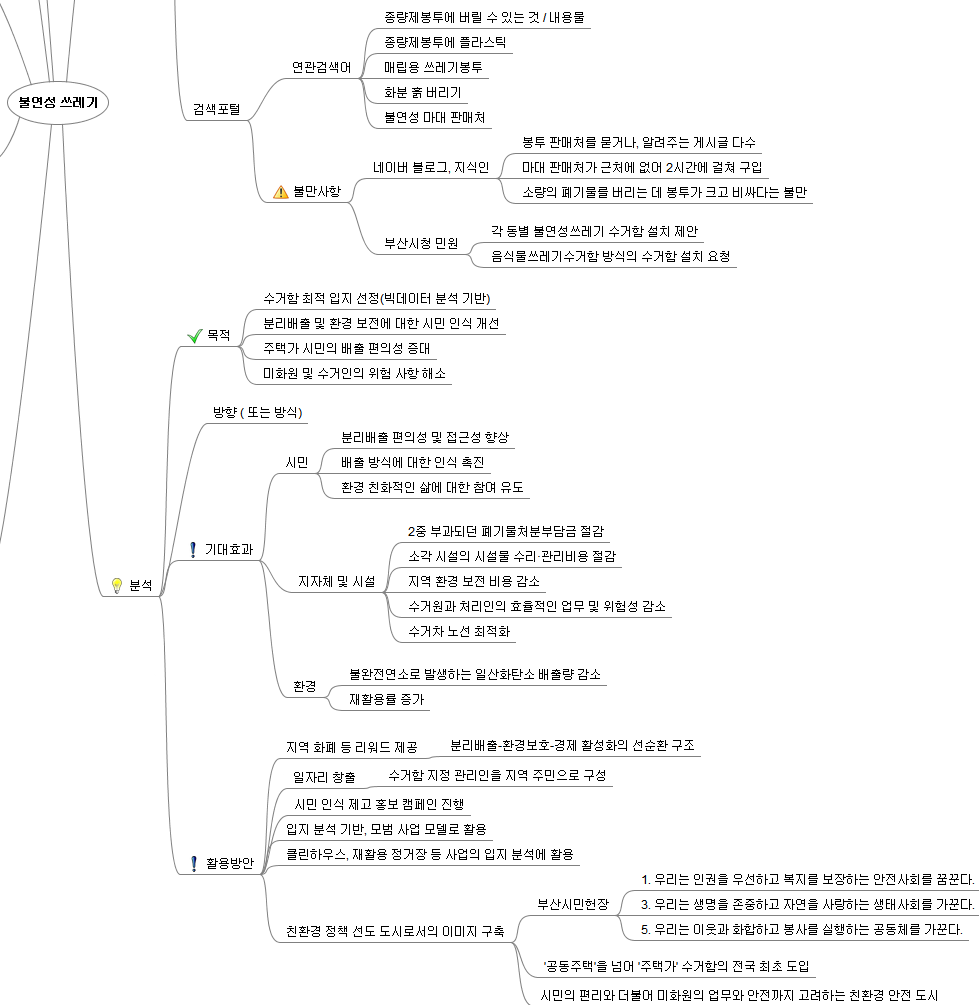 불연성 쓰레기
검색포털
연관검색어
종량제봉투에 버릴 수 있는 것 / 내용물
종량제봉투에 플라스틱
매립용 쓰레기봉투
화분 흙 버리기
불연성 마대 판매처
불만사항
네이버 블로그, 지식인
봉투 판매처를 묻거나, 알려주는 게시글 다수
마대 판매처가 근처에 없어 2시간에 걸쳐 구입
소량의 폐기물를 버리는 데 봉투가 크고 비싸다는 불만
부산시청 민원
각 동별 불연성쓰레기 수거함 설치 제안
음식물쓰레기수거함 방식의 수거함 설치 요청
분석
목적
수거함 최적 입지 선정(빅데이터 분석 기반)
분리배출 및 환경 보전에 대한 시민 인식 개선
주택가 시민의 배출 편의성 증대
미화원 및 수거인의 위험 사항 해소
방향 ( 또는 방식)
기대효과
시민
분리배출 편의성 및 접근성 향상
배출 방식에 대한 인식 촉진
환경 친화적인 삶에 대한 참여 유도
지자체 및 시설
2중 부과되던 폐기물처분부담금 절감
소각 시설의 시설물 수리·관리비용 절감
지역 환경 보전 비용 감소
수거원과 처리인의 효율적인 업무 및 위험성 감소
수거차 노선 최적화
환경
불완전연소로 발생하는 일산화탄소 배출량 감소
재활용률 증가
활용방안
지역 화폐 등 리워드 제공
분리배출-환경보호-경제 활성화의 선순환 구조
일자리 창출
수거함 지정 관리인을 지역 주민으로 구성
시민 인식 제고 홍보 캠페인 진행
입지 분석 기반, 모범 사업 모델로 활용
클린하우스, 재활용 정거장 등 사업의 입지 분석에 활용
친환경 정책 선도 도시로서의 이미지 구축
부산시민헌장
1. 우리는 인권을 우선하고 복지를 보장하는 안전사회를 꿈꾼다.
3. 우리는 생명을 존중하고 자연을 사랑하는 생태사회를 가꾼다.
5. 우리는 이웃과 화합하고 봉사를 실행하는 공동체를 가꾼다.
'공동주택'을 넘어 '주택가' 수거함의 전국 최초 도입
시민의 편리와 더불어 미화원의 업무와 안전까지 고려하는 친환경 안전 도시